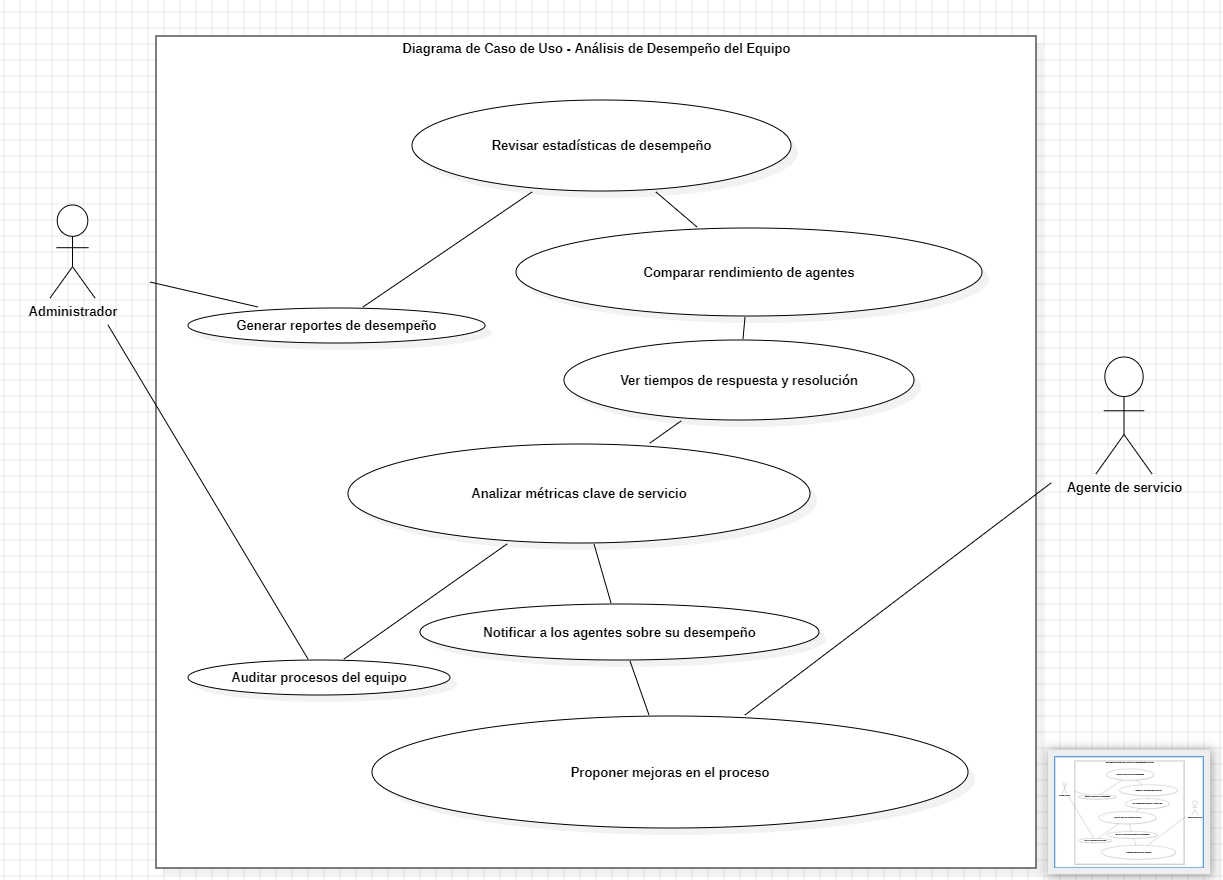 Diagrama de Caso de Uso - Análisis de Desempeño del Equipo
Revisar estadísticas de desempeño
Comparar rendimiento de agentes
Administrador
Generar reportes de desempeño
Ver tiempos de respuesta y resolución
Agente de servicio
Analizar métricas clave de servicio
Notificar a los agentes sobre su desempeño
Auditar procesos del equipo
Proponer mejoras en el proceso